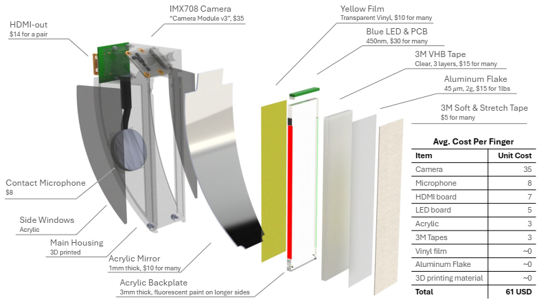 IMX708 Camera
"Camera Module v3", $35
HDMI-out
$14 for a pair
Yellow Film
Transparent Vinyl, $10 for many
Blue LED & PCB
450nm, $30 for many
3M VHB Tape
Clear, 3 layers, $15 for many
Aluminum Flake
45 μm, 2g, $15 for 1lbs
3M Soft & Stretch Tape
$5 for many
Contact Microphone
$8
Side Windows
Acrylic
Main Housing
3D printed
Acrylic Mirror
1mm thick, $10 for many
Acrylic Backplate
3mm thick, fluorescent paint on longer sides
Avg. Cost Per Finger
Item Unit Cost
Camera 35
Microphone 8
HDMI board 7
LED board 5
Acrylic 3
3M Tapes 3
Vinyl film ~0
Aluminum Flake ~0
3D printing material ~0
Total 61 USD